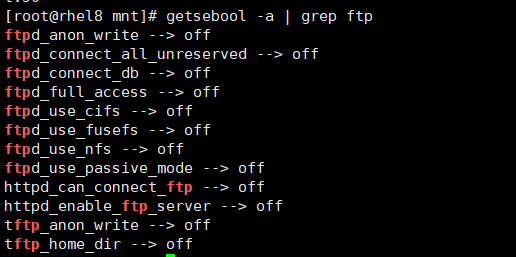 [root@rhel8 mnt]# getsebool -a | grep ftp
ftpd_anon_write --> off
ftpd_connect_all_unreserved --> off
ftpd_connect_db --> off
ftpd_full_access --> off
ftpd_use_cifs --> off
ftpd_use_fusefs --> off
ftpd_use_nfs --> off
ftpd_use_passive_mode --> off
httpd_can_connect_ftp --> off
httpd_enable_ftp_server --> off
tftp_anon_write --> off
tftp_home_dir --> off